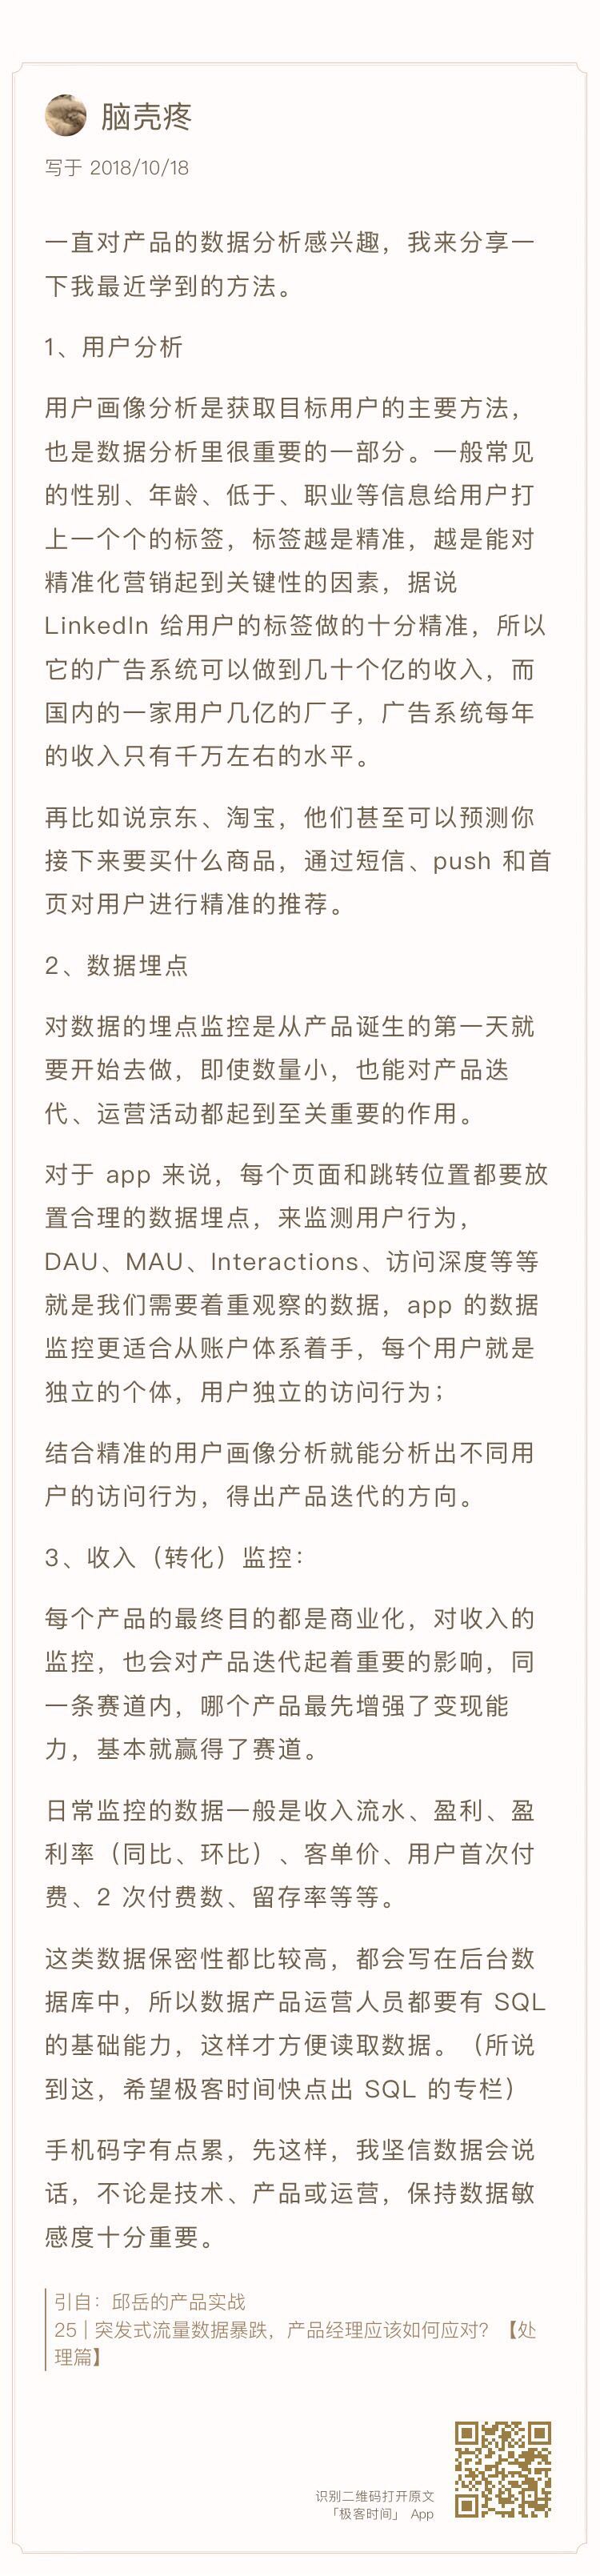 脑壳疼
写于 2018/10/18
一直对产品的数据分析感兴趣，我来分享一
下我最近学到的方法。
1、用户分析
用户画像分析是获取目标用户的主要方法，
也是数据分析里很重要的一部分。一般常见
的性别、年龄、低于、职业等信息给用户打
上一个个的标签，标签越是精准，越是能对
精准化营销起到关键性的因素，据说
LinkedIn 给用户的标签做的十分精准，所以
它的广告系统可以做到几十个亿的收入，而
国内的一家用户几亿的厂子，广告系统每年
的收入只有千万左右的水平。
再比如说京东、淘宝，他们甚至可以预测你
接下来要买什么商品，通过短信、push 和首
页对用户进行精准的推荐。
2、数据埋点
对数据的埋点监控是从产品诞生的第一天就
要开始去做，即使数量小，也能对产品迭
代、运营活动都起到至关重要的作用。
对于 app 来说，每个页面和跳转位置都要放
置合理的数据埋点，来监测用户行为，
DAU、MAU、Interactions、访问深度等等
就是我们需要着重观察的数据，app 的数据
监控更适合从账户体系着手，每个用户就是
独立的个体，用户独立的访问行为；
结合精准的用户画像分析就能分析出不同用
户的访问行为，得出产品迭代的方向。
3、收入（转化）监控：
每个产品的最终目的都是商业化，对收入的
监控，也会对产品迭代起着重要的影响，同
一条赛道内，哪个产品最先增强了变现能
力，基本就赢得了赛道。
日常监控的数据一般是收入流水、盈利、盈
利率（同比、环比）、客单价、用户首次付
费、2 次付费数、留存率等等。
这类数据保密性都比较高，都会写在后台数
据库中，所以数据产品运营人员都要有 SQL
的基础能力，这样才方便读取数据。（所说
到这，希望极客时间快点出 SQL 的专栏）
手机码字有点累，先这样，我坚信数据会说
话，不论是技术、产品或运营，保持数据敏
感度十分重要。
引自：邱岳的产品实战
25 | 突发式流量数据暴跌，产品经理应该如何应对？【处
理篇】
识别二维码打开原文
「极客时间」 App